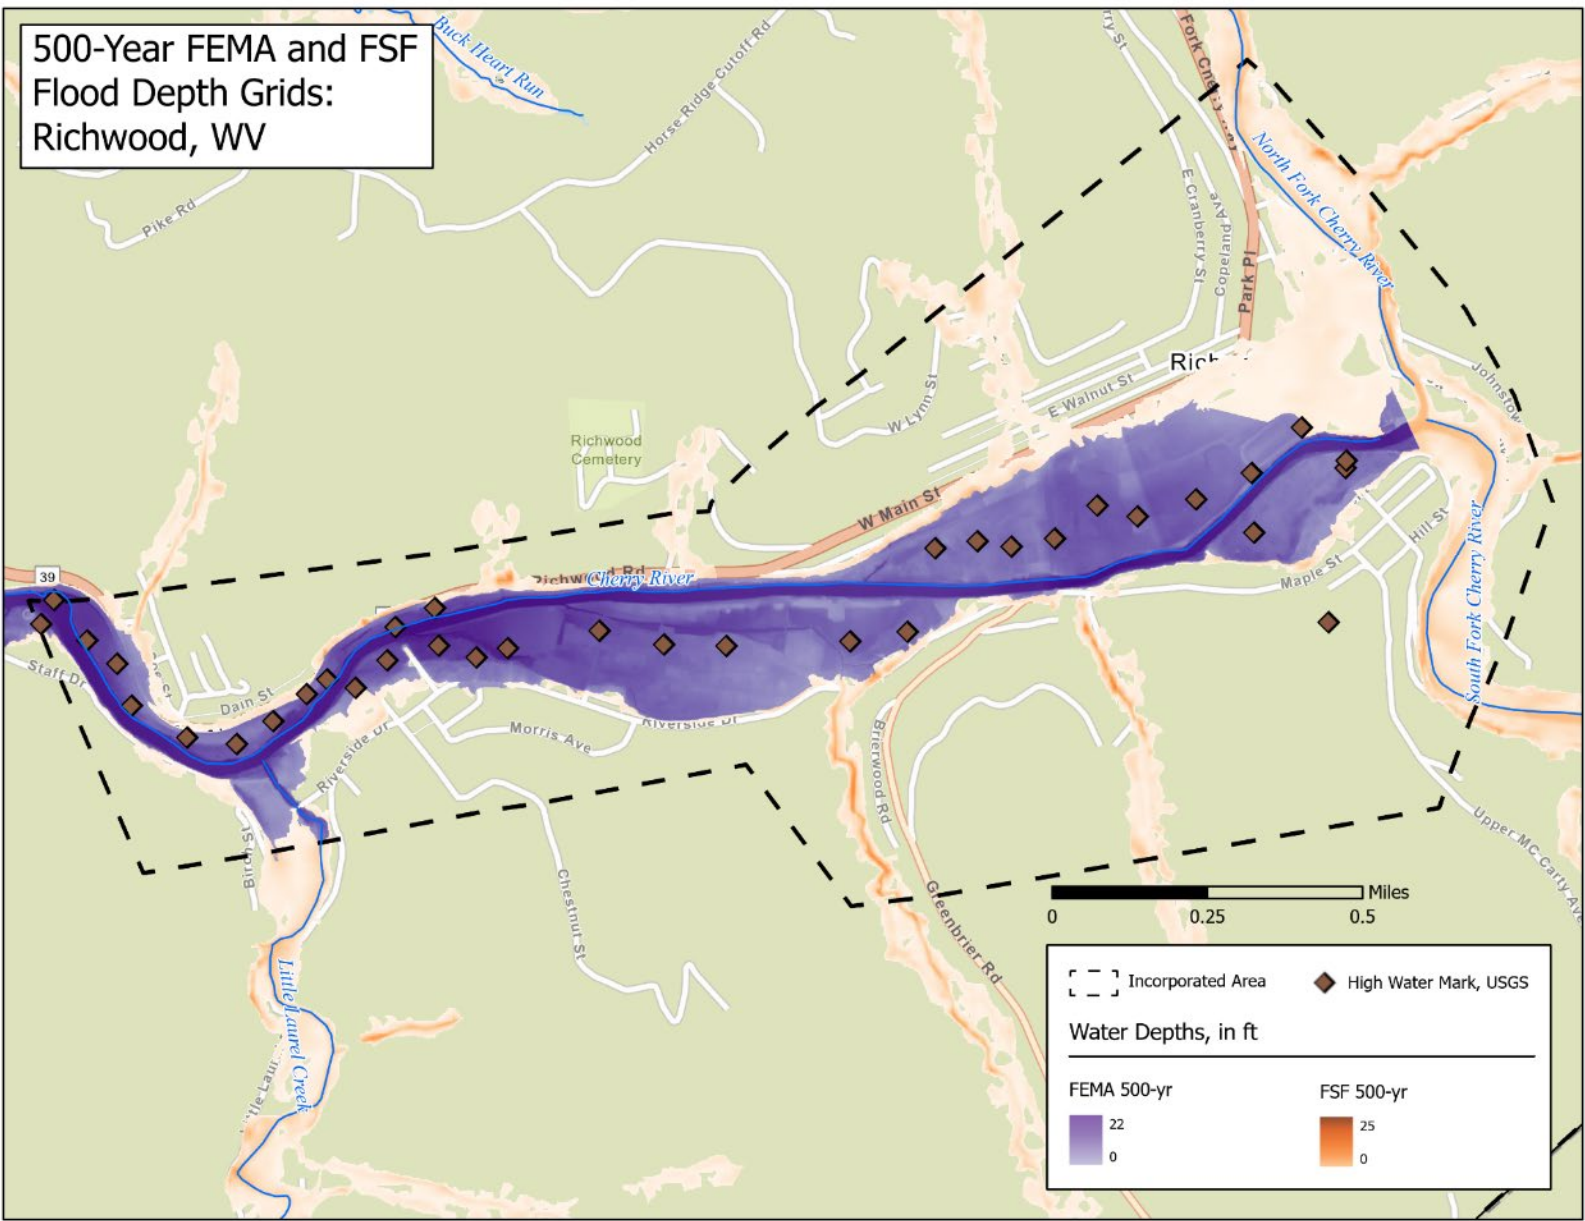 500-Year FEMA and FSF
Flood Depth Grids:
Richwood, WV
Buck Heart Run
Horse Ridge Cutoff Rd
Pike Rd
North Fork Cherry River
E Cranberry St
Copeland Ave
Park Pl
Johnstow
E Walnut St
W Lynn St
Richwood
Cemetery
W Main St
Hill St
Maple St
South Fork Cherry River
39
Cherry River
Staff Dr
Dain St
Riverside Dr
Morris Ave
Riverside Dr
Brierwood Rd
Birch St
Chestnut St
Greenbrier Rd
Upper MC Carty Ave
Little Laurel Creek
Miles
0 0.25 0.5
Incorporated Area
High Water Mark, USGS
Water Depths, in ft
FEMA 500-yr
22
0
FSF 500-yr
25
0